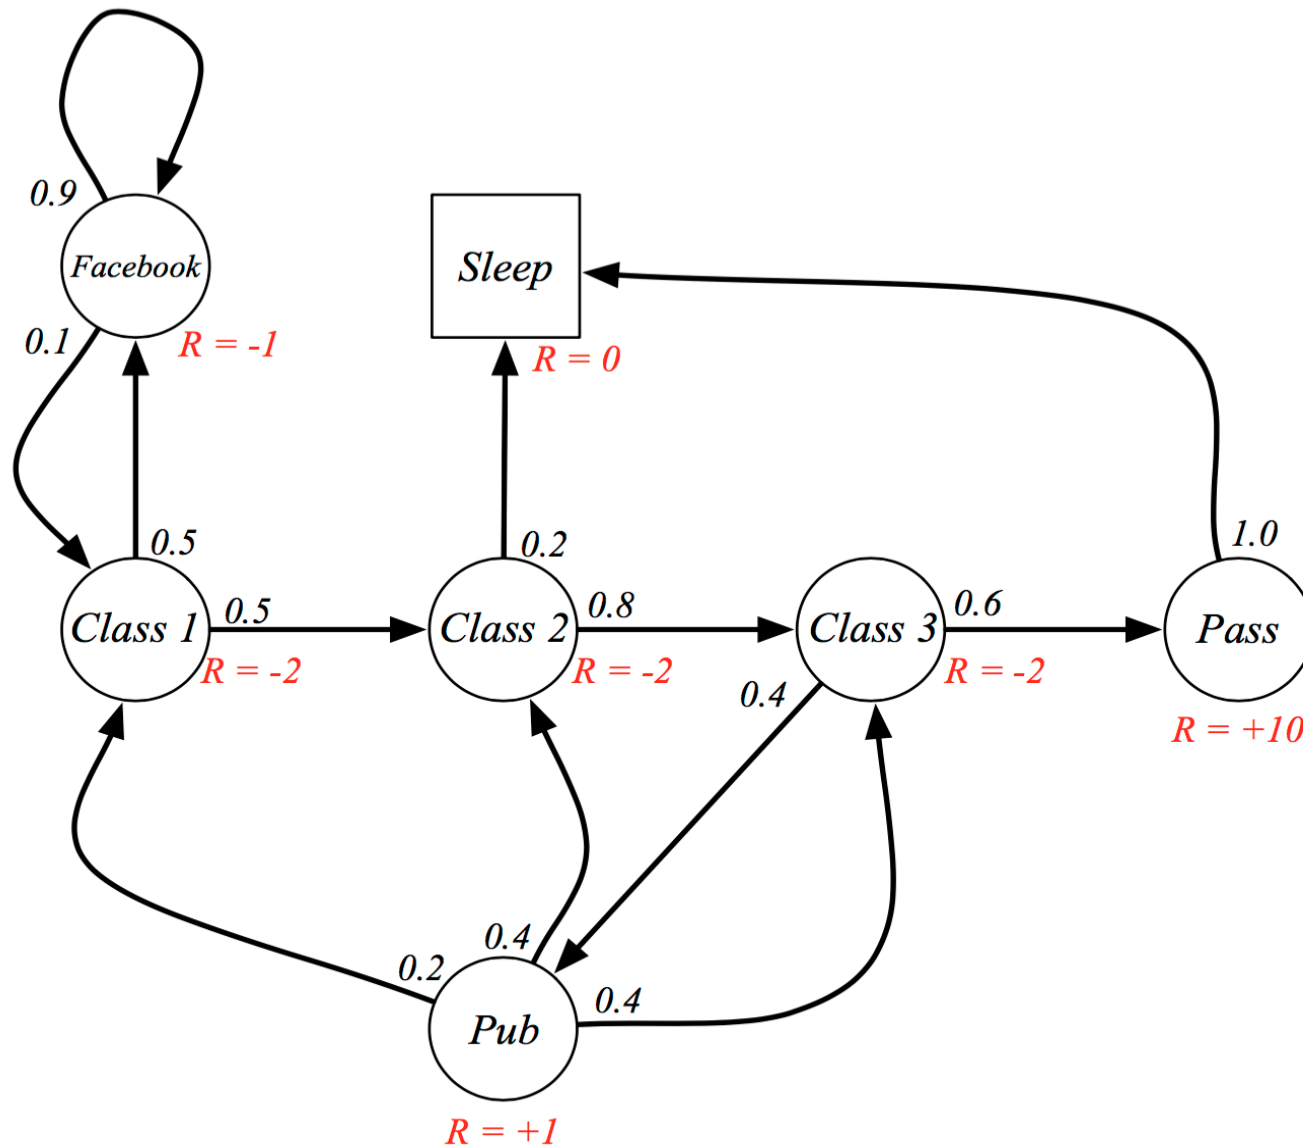 0.9
Facebook
0.1
R = -1
Sleep
R = 0
0.5
0.2
1.0
Class 1
0.5
R = -2
Class 2
0.8
R = -2
Class 3
0.6
R = -2
Pass
R = +10
0.4
0.4
0.2
0.4
Pub
R = +1